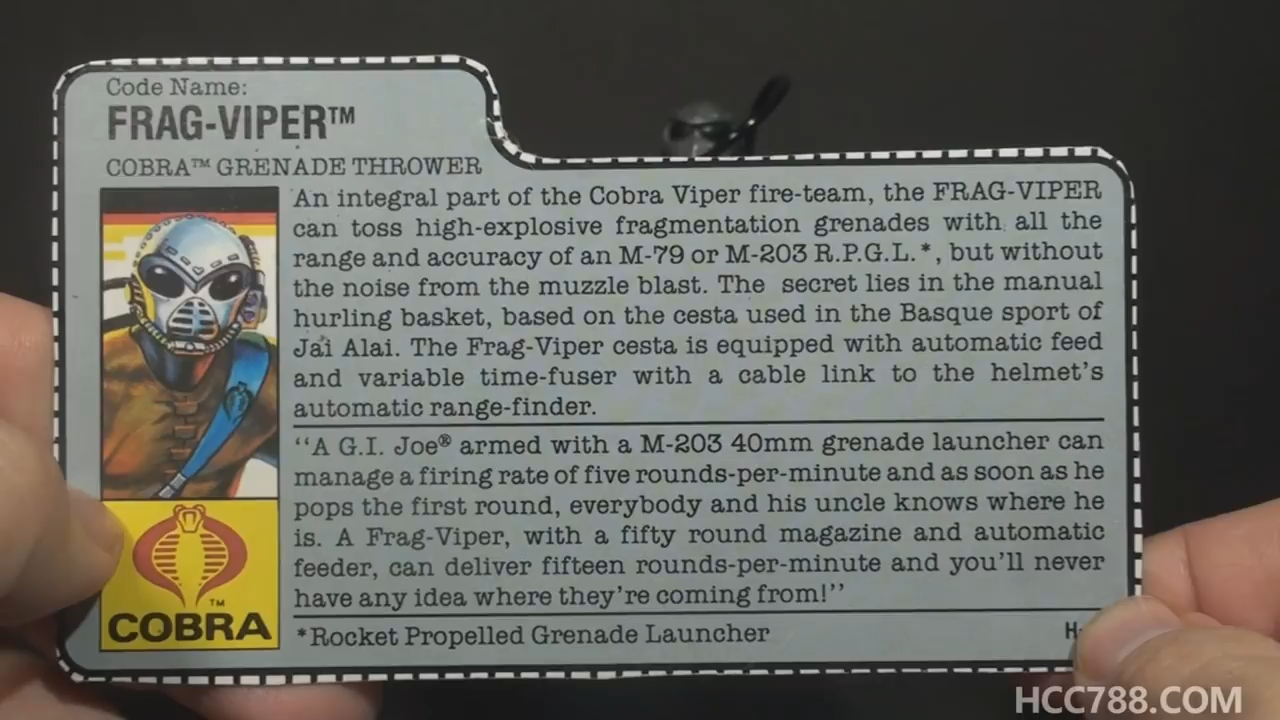 Code Name:
FRAG-VIPER™
COBRA™ GRENADE THROWER
An integral part of the Cobra Viper fire-team, the FRAG-VIPER
can toss high-explosive fragmentation grenades with all the
range and accuracy of an M-79 or M-203 R.P.G.L.*, but without
the noise from the muzzle blast. The secret lies in the manual
hurling basket, based on the cesta used in the Basque sport of
Jai Alai. The Frag-Viper cesta is equipped with automatic feed
and variable time-fuser with a cable link to the helmet's
automatic range-finder.
‘‘A G.I. Joe® armed with a M-203 40mm grenade launcher can
manage a firing rate of five rounds-per-minute and as soon as he
pops the first round, everybody and his uncle knows where he
is. A Frag-Viper, with a fifty round magazine and automatic
feeder, can deliver fifteen rounds-per-minute and you'll never
have any idea where they're coming from!’’
*Rocket Propelled Grenade Launcher
TM
COBRA
HCC788.COM